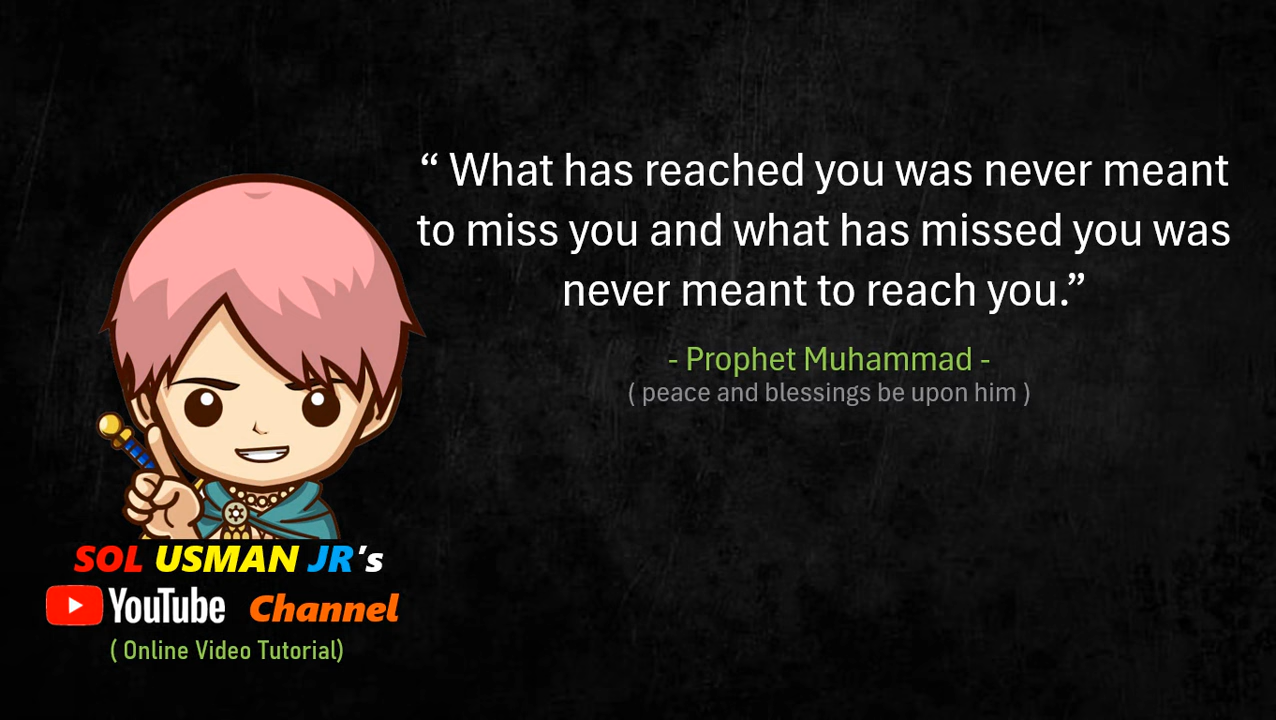 “ What has reached you was never meant
to miss you and what has missed you was
never meant to reach you.”
- Prophet Muhammad -
( peace and blessings be upon him )
SOL USMAN JR's
YouTube Channel
( Online Video Tutorial)